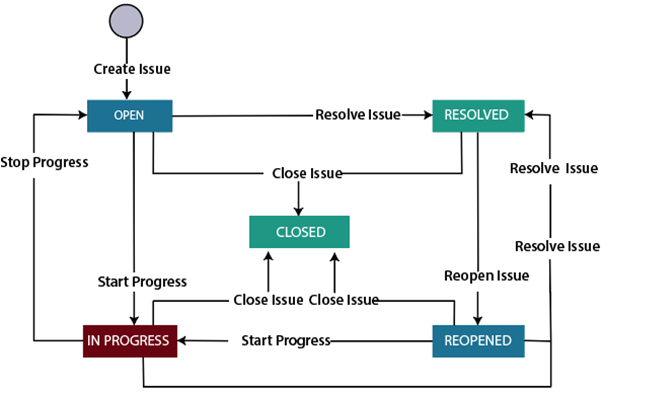 Create Issue
OPEN
Resolve Issue
RESOLVED
Stop Progress
Close Issue
Resolve Issue
CLOSED
Resolve Issue
Start Progress
Reopen Issue
Close Issue
Close Issue
IN PROGRESS
Start Progress
REOPENED